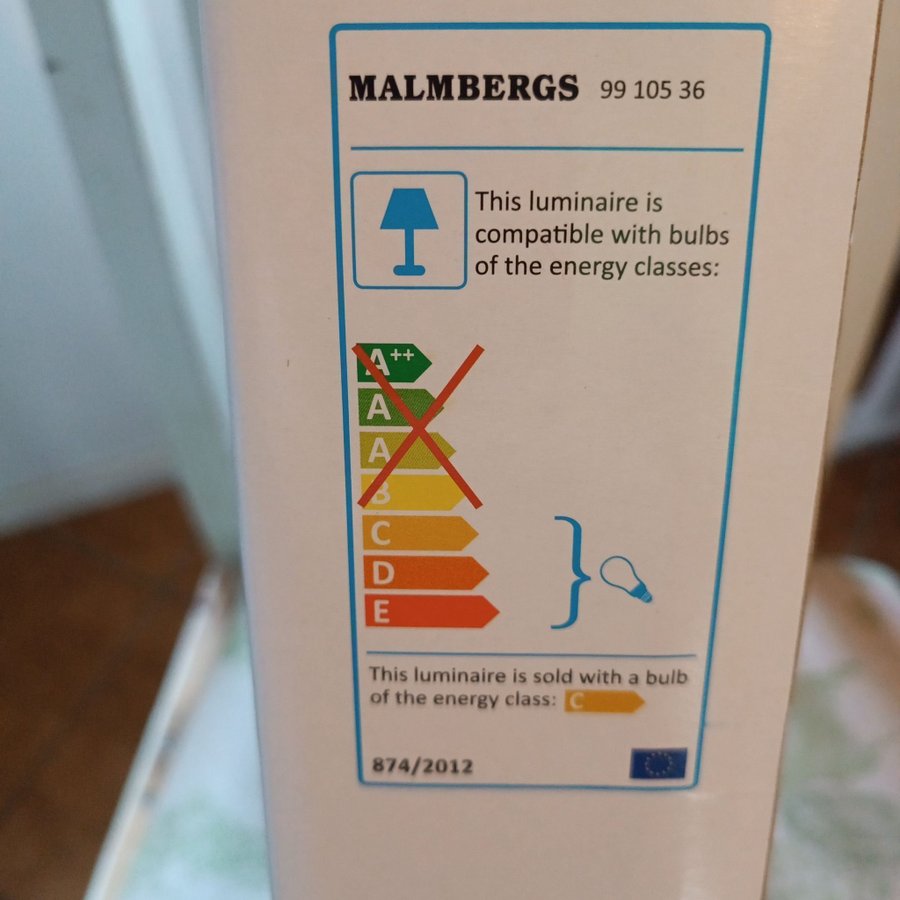 MALMBERGS 99 105 36
This luminaire is
compatible with bulbs
of the energy classes:
A++
A
A
B
C
D
E
This luminaire is sold with a bulb
of the energy class: C
874/2012